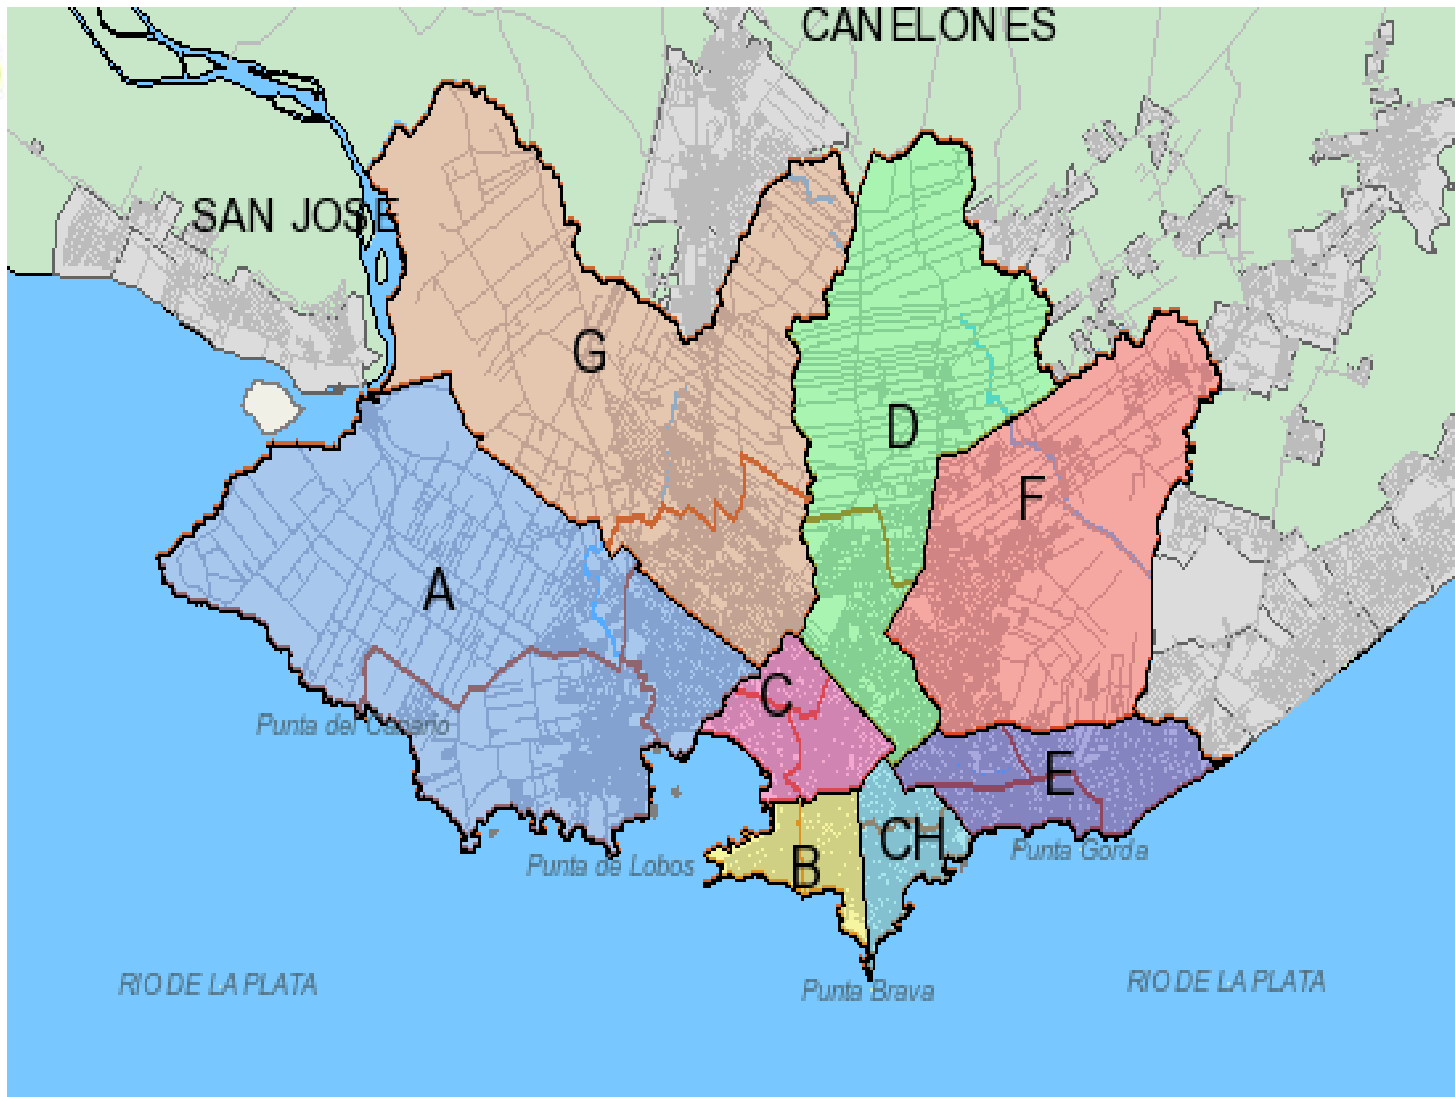 CANELONES
SAN JOSE
G
D
F
A
C
Punta del Canario
E
CH
B
Punta Gorda
Punta de Lobos
RIO DE LA PLATA
RIO DE LA PLATA
Punta Brava